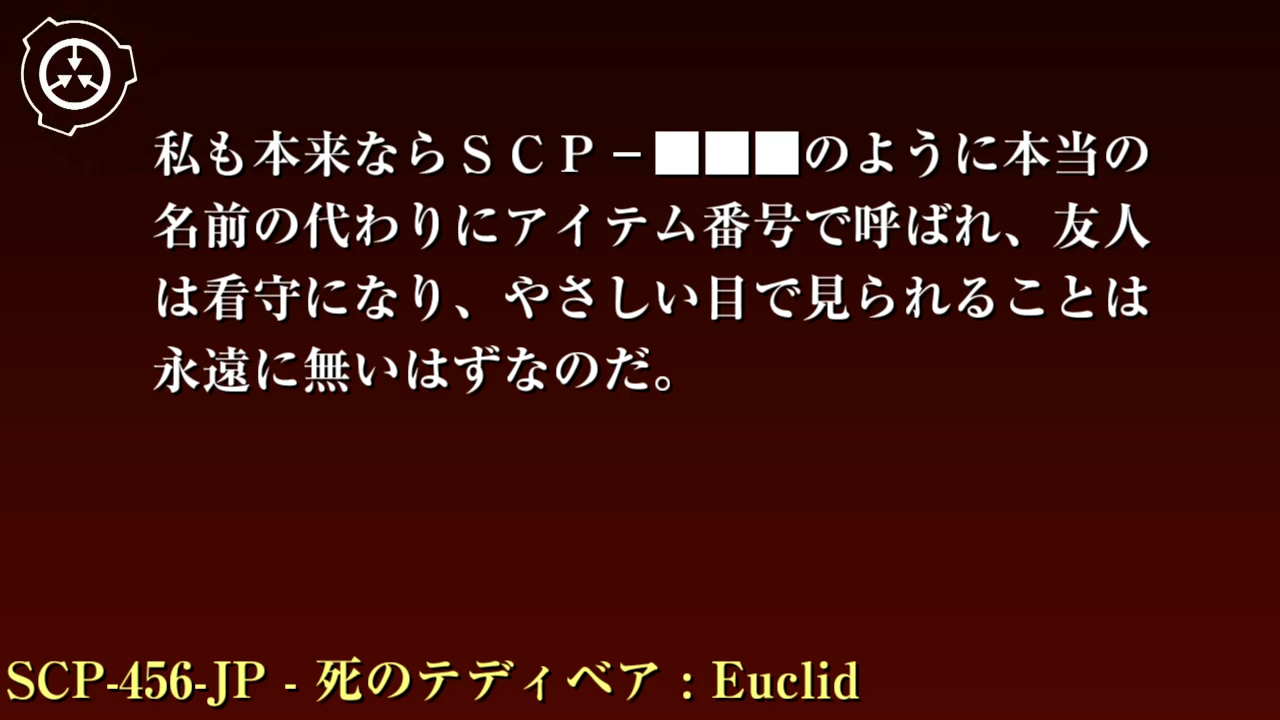 私も本来ならＳＣＰ－■■■のように本当の
名前の代わりにアイテム番号で呼ばれ、友人
は看守になり、やさしい目で見られることは
永遠に無いはずなのだ。
SCP-456-JP - 死のテディベア : Euclid